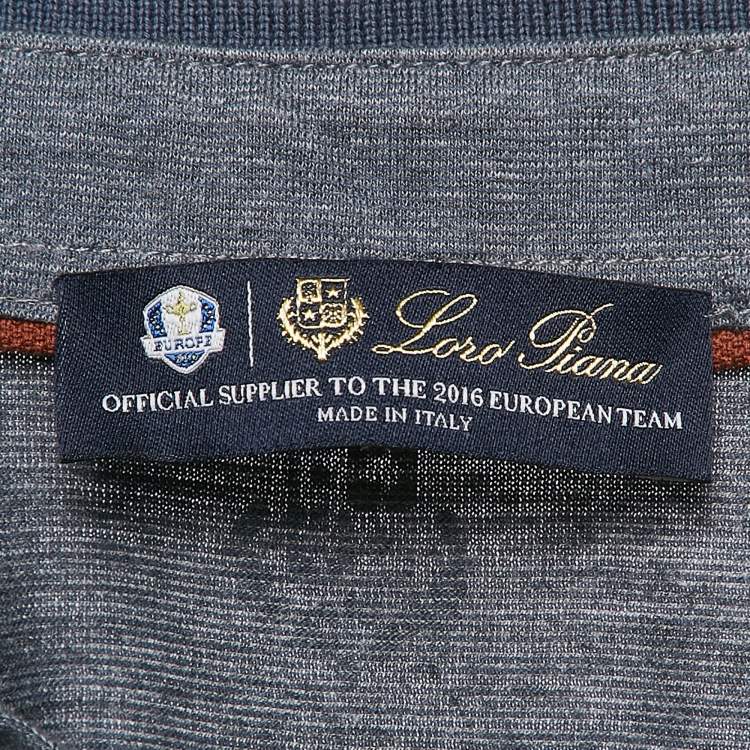 EUROPE
Loro Piana
OFFICIAL SUPPLIER TO THE 2016 EUROPEAN TEAM
MADE IN ITALY